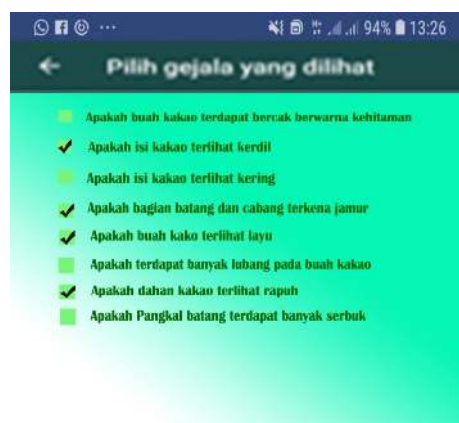 94% 13:26
Pilih gejala yang dilihat
Apakah buah kakao terdapat bercak berwarna kehitaman
Apakah isi kakao terlihat kerdil
Apakah isi kakao terlihat kering
Apakah bagian batang dan cabang terkena jamur
Apakah buah kako terlihat layu
Apakah terdapat banyak lubang pada buah kakao
Apakah dahan kakao terlihat rapuh
Apakah Pangkal batang terdapat banyak serbuk